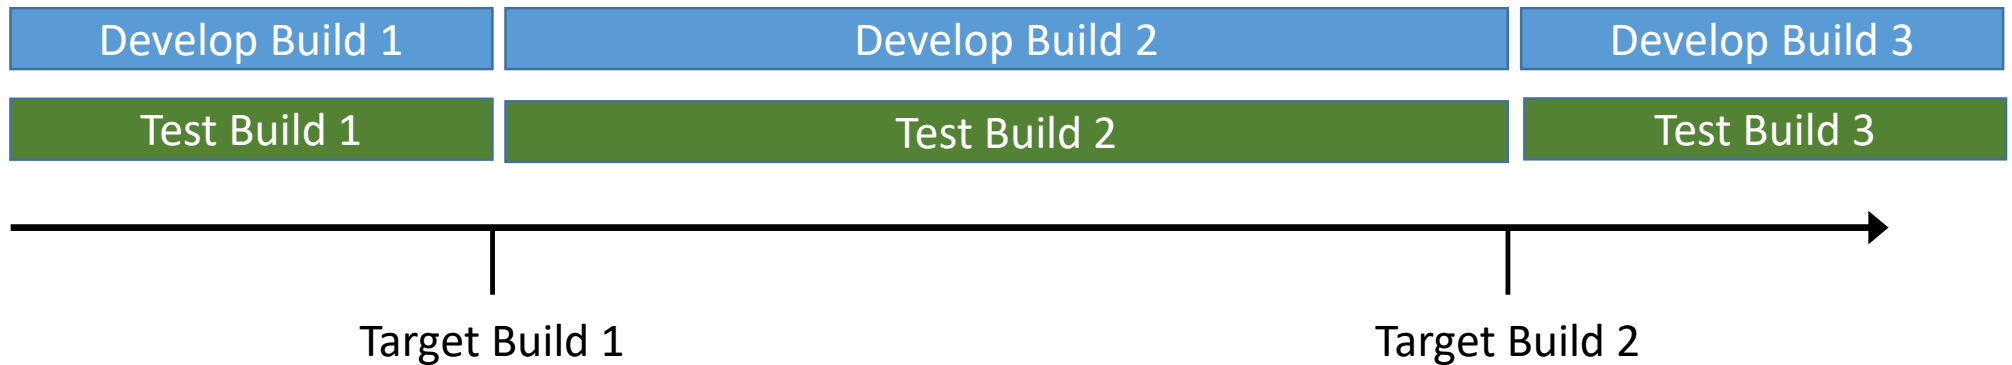 Develop Build 1
Develop Build 2
Develop Build 3
Test Build 1
Test Build 2
Test Build 3
Target Build 1
Target Build 2